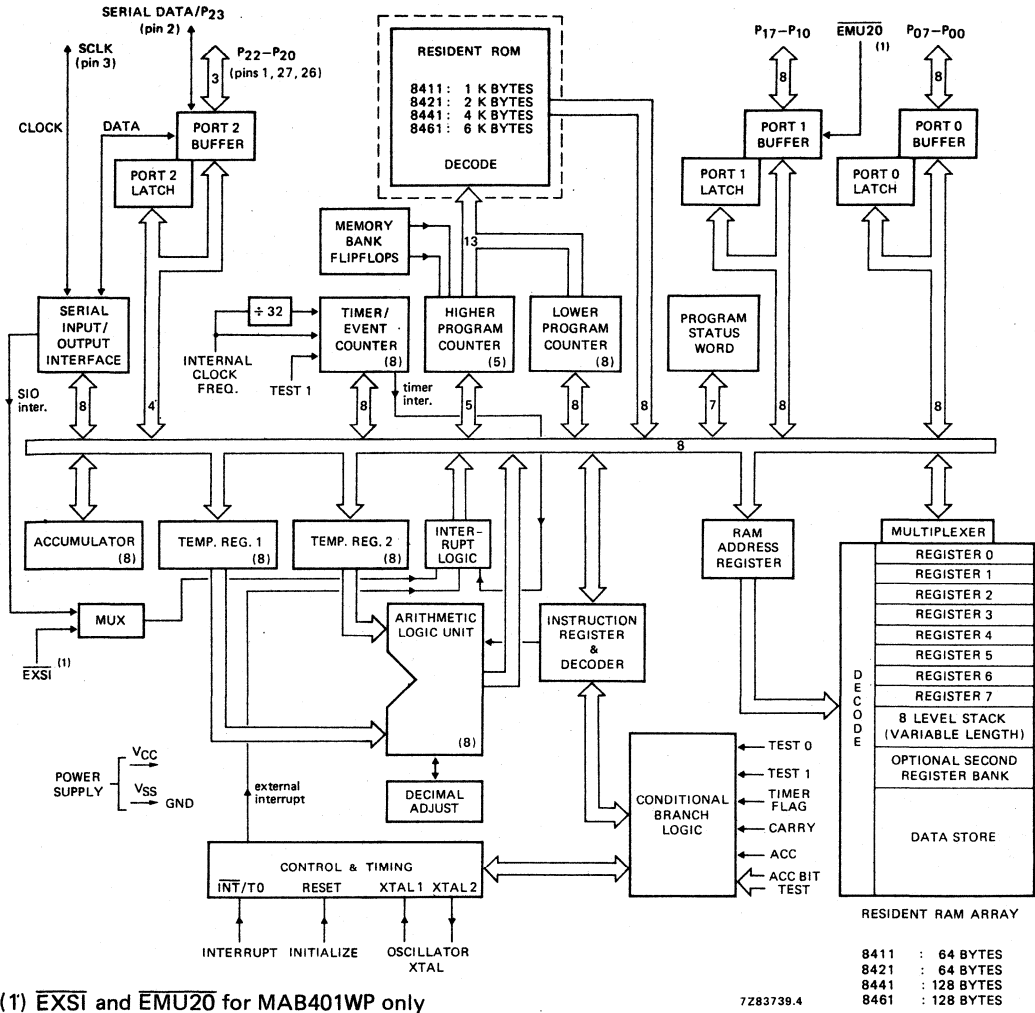 SERIAL DATA/P23
(pin 2)
SCLK
(pin 3)
P22–P20
(pins 1, 27, 26)
3
CLOCK
DATA
PORT 2
BUFFER
PORT 2
LATCH
RESIDENT ROM
8411: 1 K BYTES
8421: 2 K BYTES
8441: 4 K BYTES
8461: 6 K BYTES
DECODE
P17–P10
EMU20
(1)
P07–P00
8
8
PORT 1
BUFFER
PORT 0
BUFFER
PORT 1
LATCH
PORT 0
LATCH
MEMORY
BANK
FLIPFLOPS
13
SERIAL
INPUT/
OUTPUT
INTERFACE
÷ 32
TIMER/
EVENT
COUNTER
(8)
HIGHER
PROGRAM
COUNTER
(5)
LOWER
PROGRAM
COUNTER
(8)
PROGRAM
STATUS
WORD
INTERNAL
CLOCK
FREQ.
TEST 1
timer
inter.
SIO
inter.
8
4
8
5
8
8
7
8
8
8
ACCUMULATOR
(8)
TEMP. REG. 1
(8)
TEMP. REG. 2
(8)
INTER-
RUPT
LOGIC
RAM
ADDRESS
REGISTER
MULTIPLEXER
REGISTER 0
REGISTER 1
REGISTER 2
REGISTER 3
REGISTER 4
REGISTER 5
REGISTER 6
REGISTER 7
8 LEVEL STACK
(VARIABLE LENGTH)
OPTIONAL SECOND
REGISTER BANK
DATA STORE
DECODE
MUX
EXSI (1)
ARITHMETIC
LOGIC UNIT
(8)
INSTRUCTION
REGISTER
&
DECODER
DECIMAL
ADJUST
POWER
SUPPLY
VCC
VSS
GND
external
interrupt
CONDITIONAL
BRANCH
LOGIC
TEST 0
TEST 1
TIMER
FLAG
CARRY
ACC
ACC BIT
TEST
CONTROL & TIMING
INT/T0 RESET XTAL 1 XTAL 2
INTERRUPT INITIALIZE OSCILLATOR
XTAL
RESIDENT RAM ARRAY
8411 : 64 BYTES
8421 : 64 BYTES
8441 : 128 BYTES
8461 : 128 BYTES
(1) EXSI and EMU20 for MAB401WP only
7Z83739.4